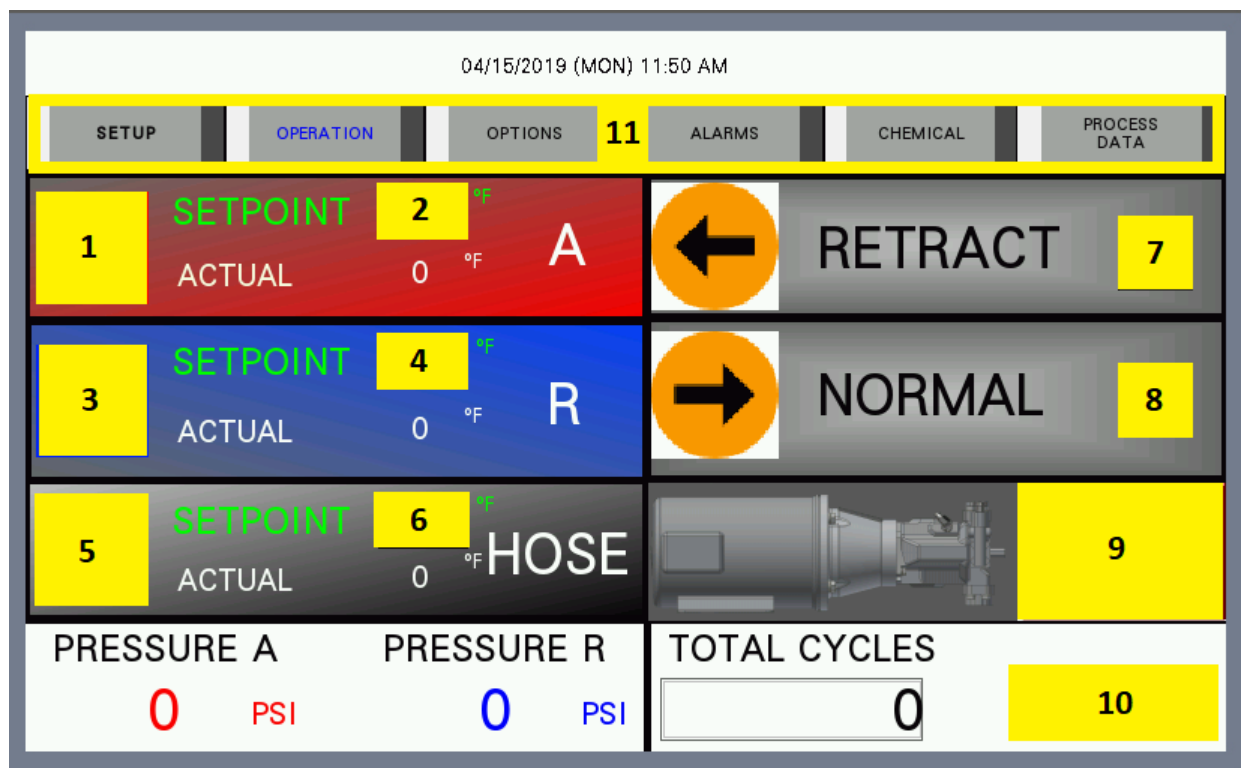 04/15/2019 (MON) 11:50 AM
SETUP OPERATION OPTIONS 11 ALARMS CHEMICAL PROCESS DATA
1 SETPOINT 2 °F
ACTUAL 0 °F A
RETRACT 7
3 SETPOINT 4 °F
ACTUAL 0 °F R
NORMAL 8
5 SETPOINT 6 °F
ACTUAL 0 °F HOSE
9
PRESSURE A PRESSURE R
0 PSI 0 PSI
TOTAL CYCLES
0 10